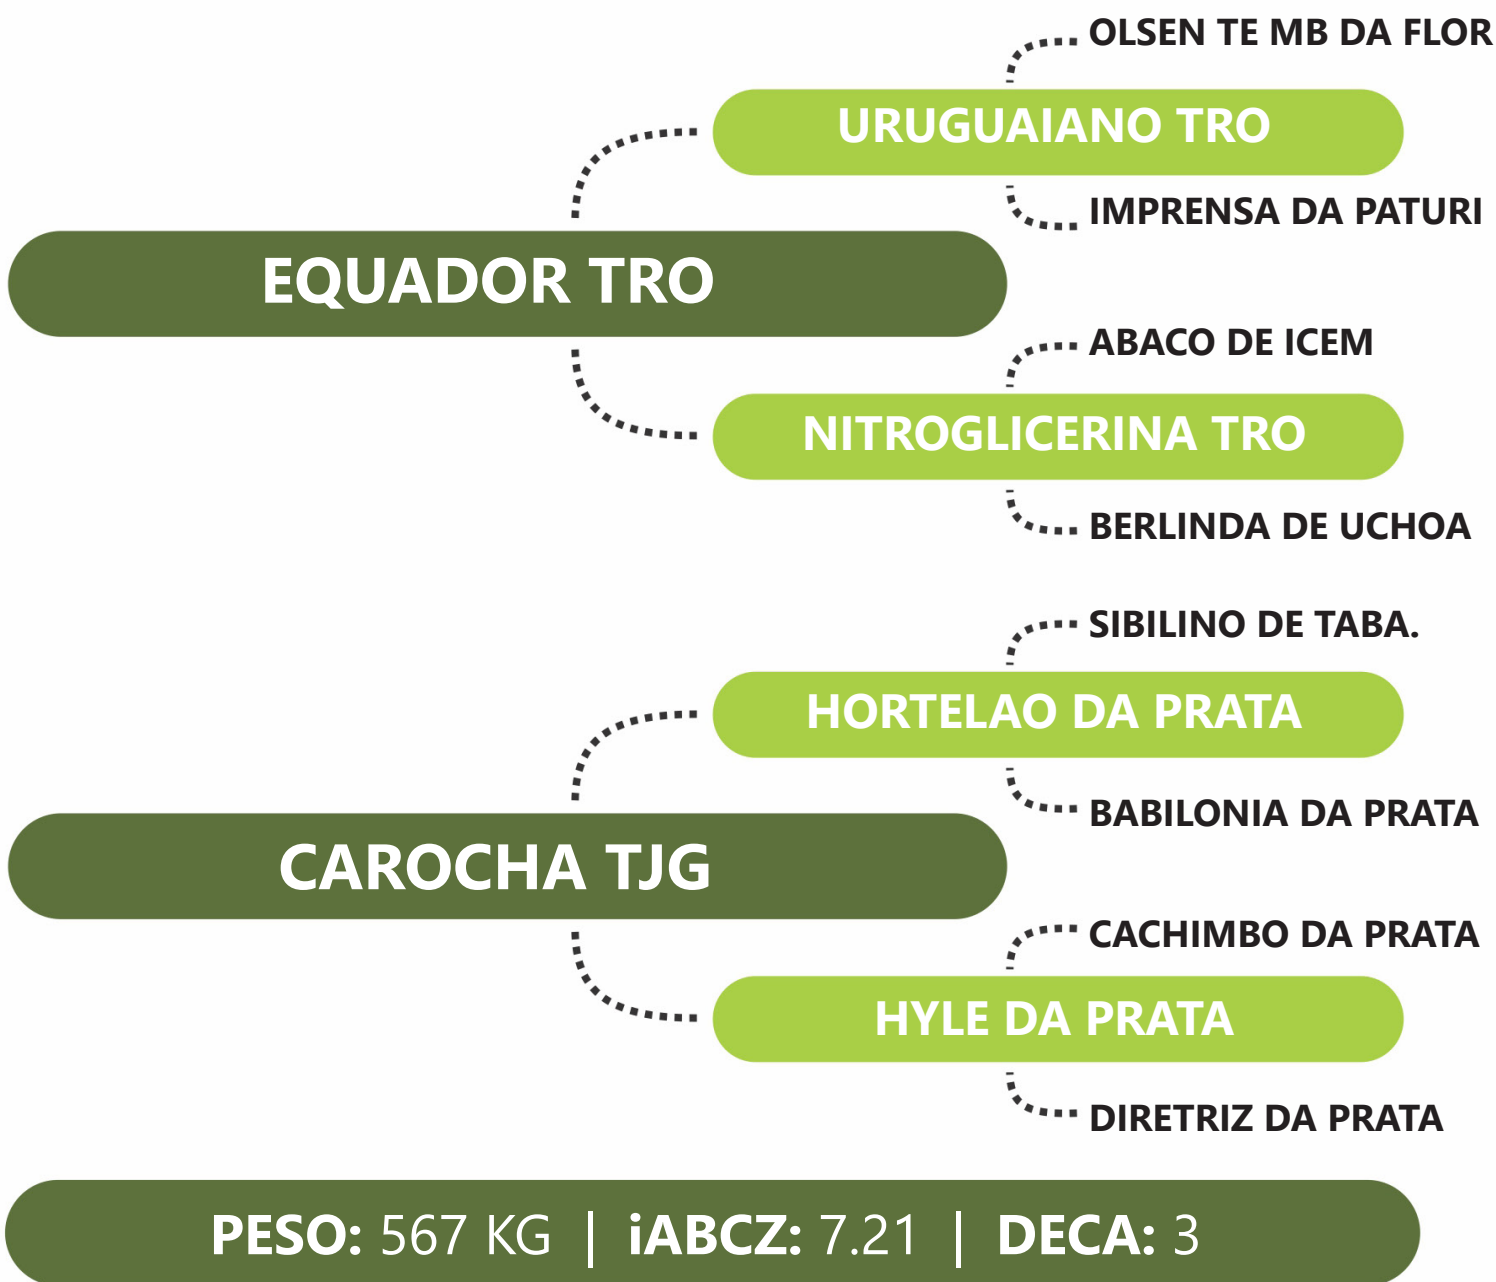 OLSEN TE MB DA FLOR
URUGUAIANO TRO
IMPRENSA DA PATURI
EQUADOR TRO
ABACO DE ICEM
NITROGLICERINA TRO
BERLINDA DE UCHOA
SIBILINO DE TABA.
HORTELAO DA PRATA
BABILONIA DA PRATA
CAROCHA TJG
CACHIMBO DA PRATA
HYLE DA PRATA
DIRETRIZ DA PRATA
PESO: 567 KG | iABCZ: 7.21 | DECA: 3